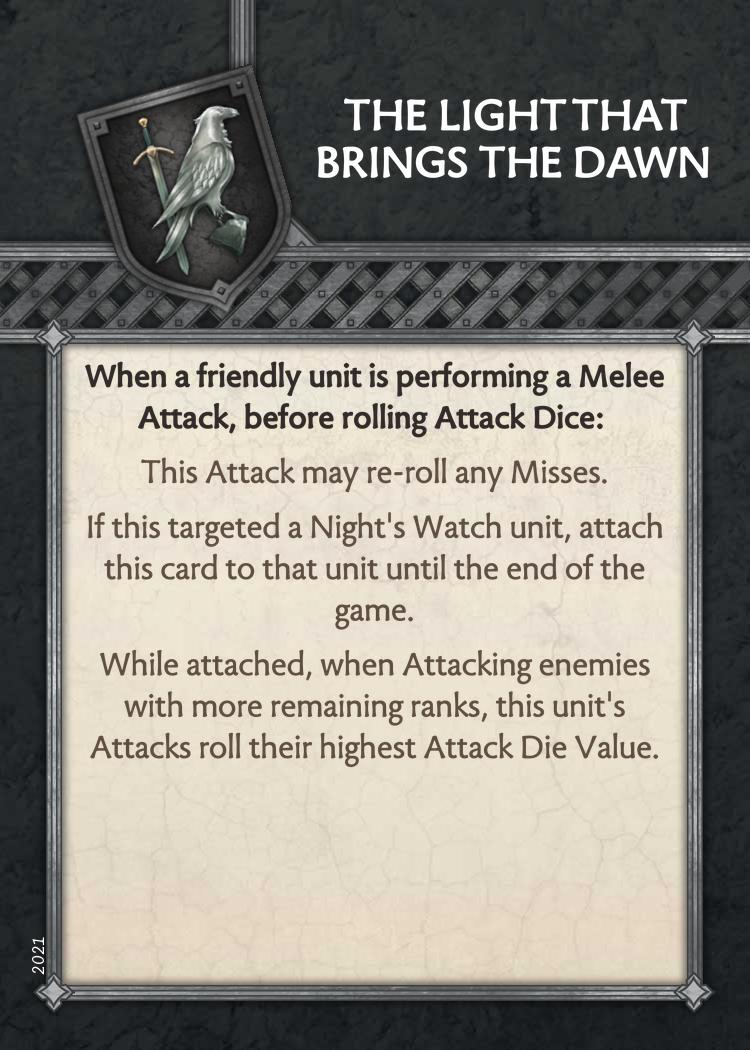 THE LIGHT THAT
BRINGS THE DAWN
When a friendly unit is performing a Melee
Attack, before rolling Attack Dice:
This Attack may re-roll any Misses.
If this targeted a Night's Watch unit, attach
this card to that unit until the end of the
game.
While attached, when Attacking enemies
with more remaining ranks, this unit's
Attacks roll their highest Attack Die Value.
2021